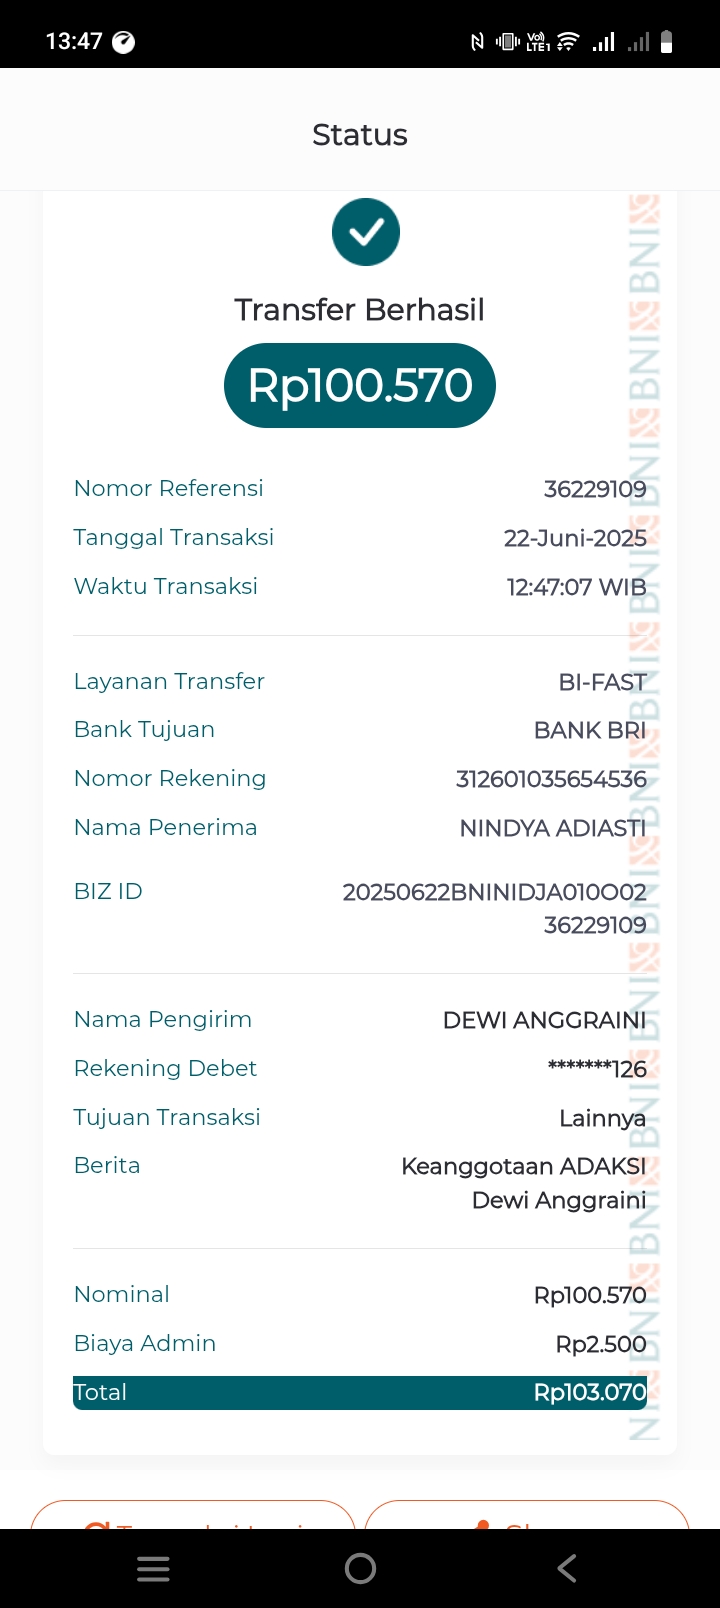 13:47
Vo)
LTE1
Status
Transfer Berhasil
Rp100.570
Nomor Referensi 36229109
Tanggal Transaksi 22-Juni-2025
Waktu Transaksi 12:47:07 WIB
Layanan Transfer BI-FAST
Bank Tujuan BANK BRI
Nomor Rekening 312601035654536
Nama Penerima NINDYA ADIASTI
BIZ ID 20250622BNINIDJA010O02
36229109
Nama Pengirim DEWI ANGGRAINI
Rekening Debet *******126
Tujuan Transaksi Lainnya
Berita Keanggotaan ADAKSI
Dewi Anggraini
Nominal Rp100.570
Biaya Admin Rp2.500
Total Rp103.070
BNI BNI BNI BNI BNI BNI BNI BNI BNI BNI BNI NI